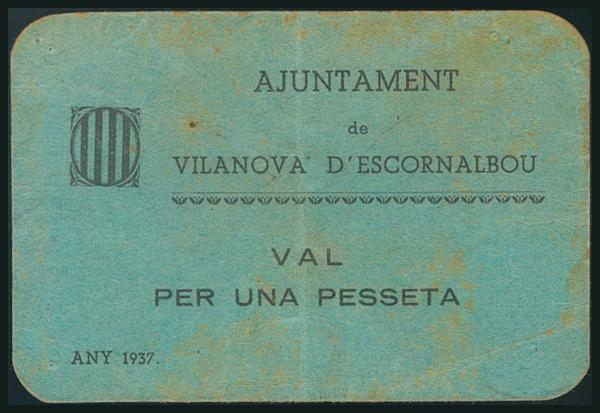 AJUNTAMENT
de
VILANOVA D'ESCORNALBOU
VAL
PER UNA PESSETA
ANY 1937.